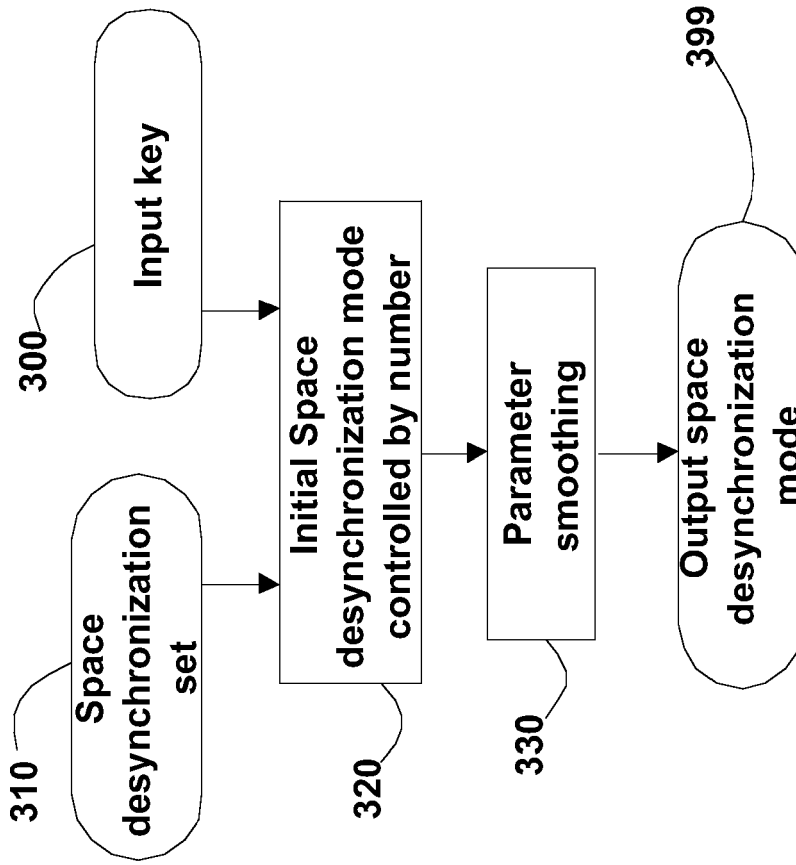 310
Space
desynchronization
set
300
Input key
Initial Space
desynchronization mode
controlled by number
320
Parameter
smoothing
330
399
Output space
desynchronization
mode